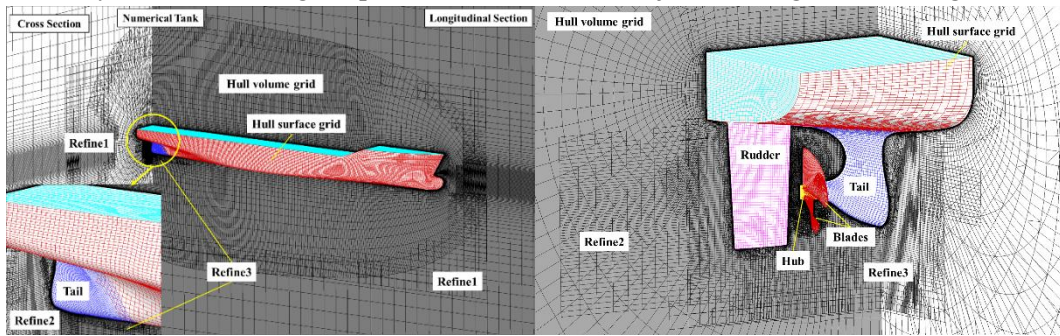 Cross Section
Numerical Tank
Longitudinal Section
Hull volume grid
Hull surface grid
Refine1
Refine3
Refine1
Tail
Refine2
Hull volume grid
Hull surface grid
Rudder
Tail
Blades
Refine2
Hub
Refine3